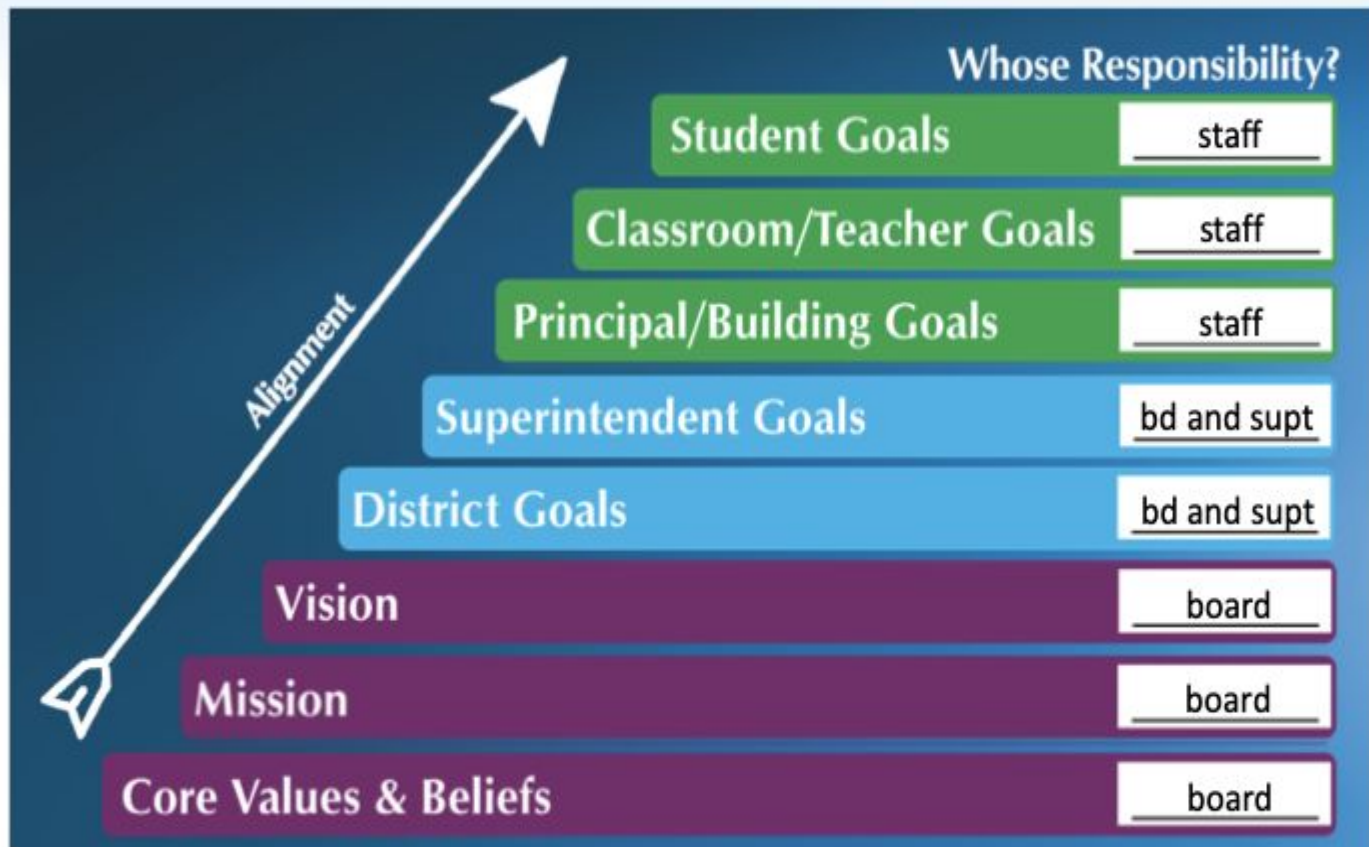 Whose Responsibility?
Student Goals staff
Classroom/Teacher Goals staff
Principal/Building Goals staff
Alignment
Superintendent Goals bd and supt
District Goals bd and supt
Vision board
Mission board
Core Values & Beliefs board